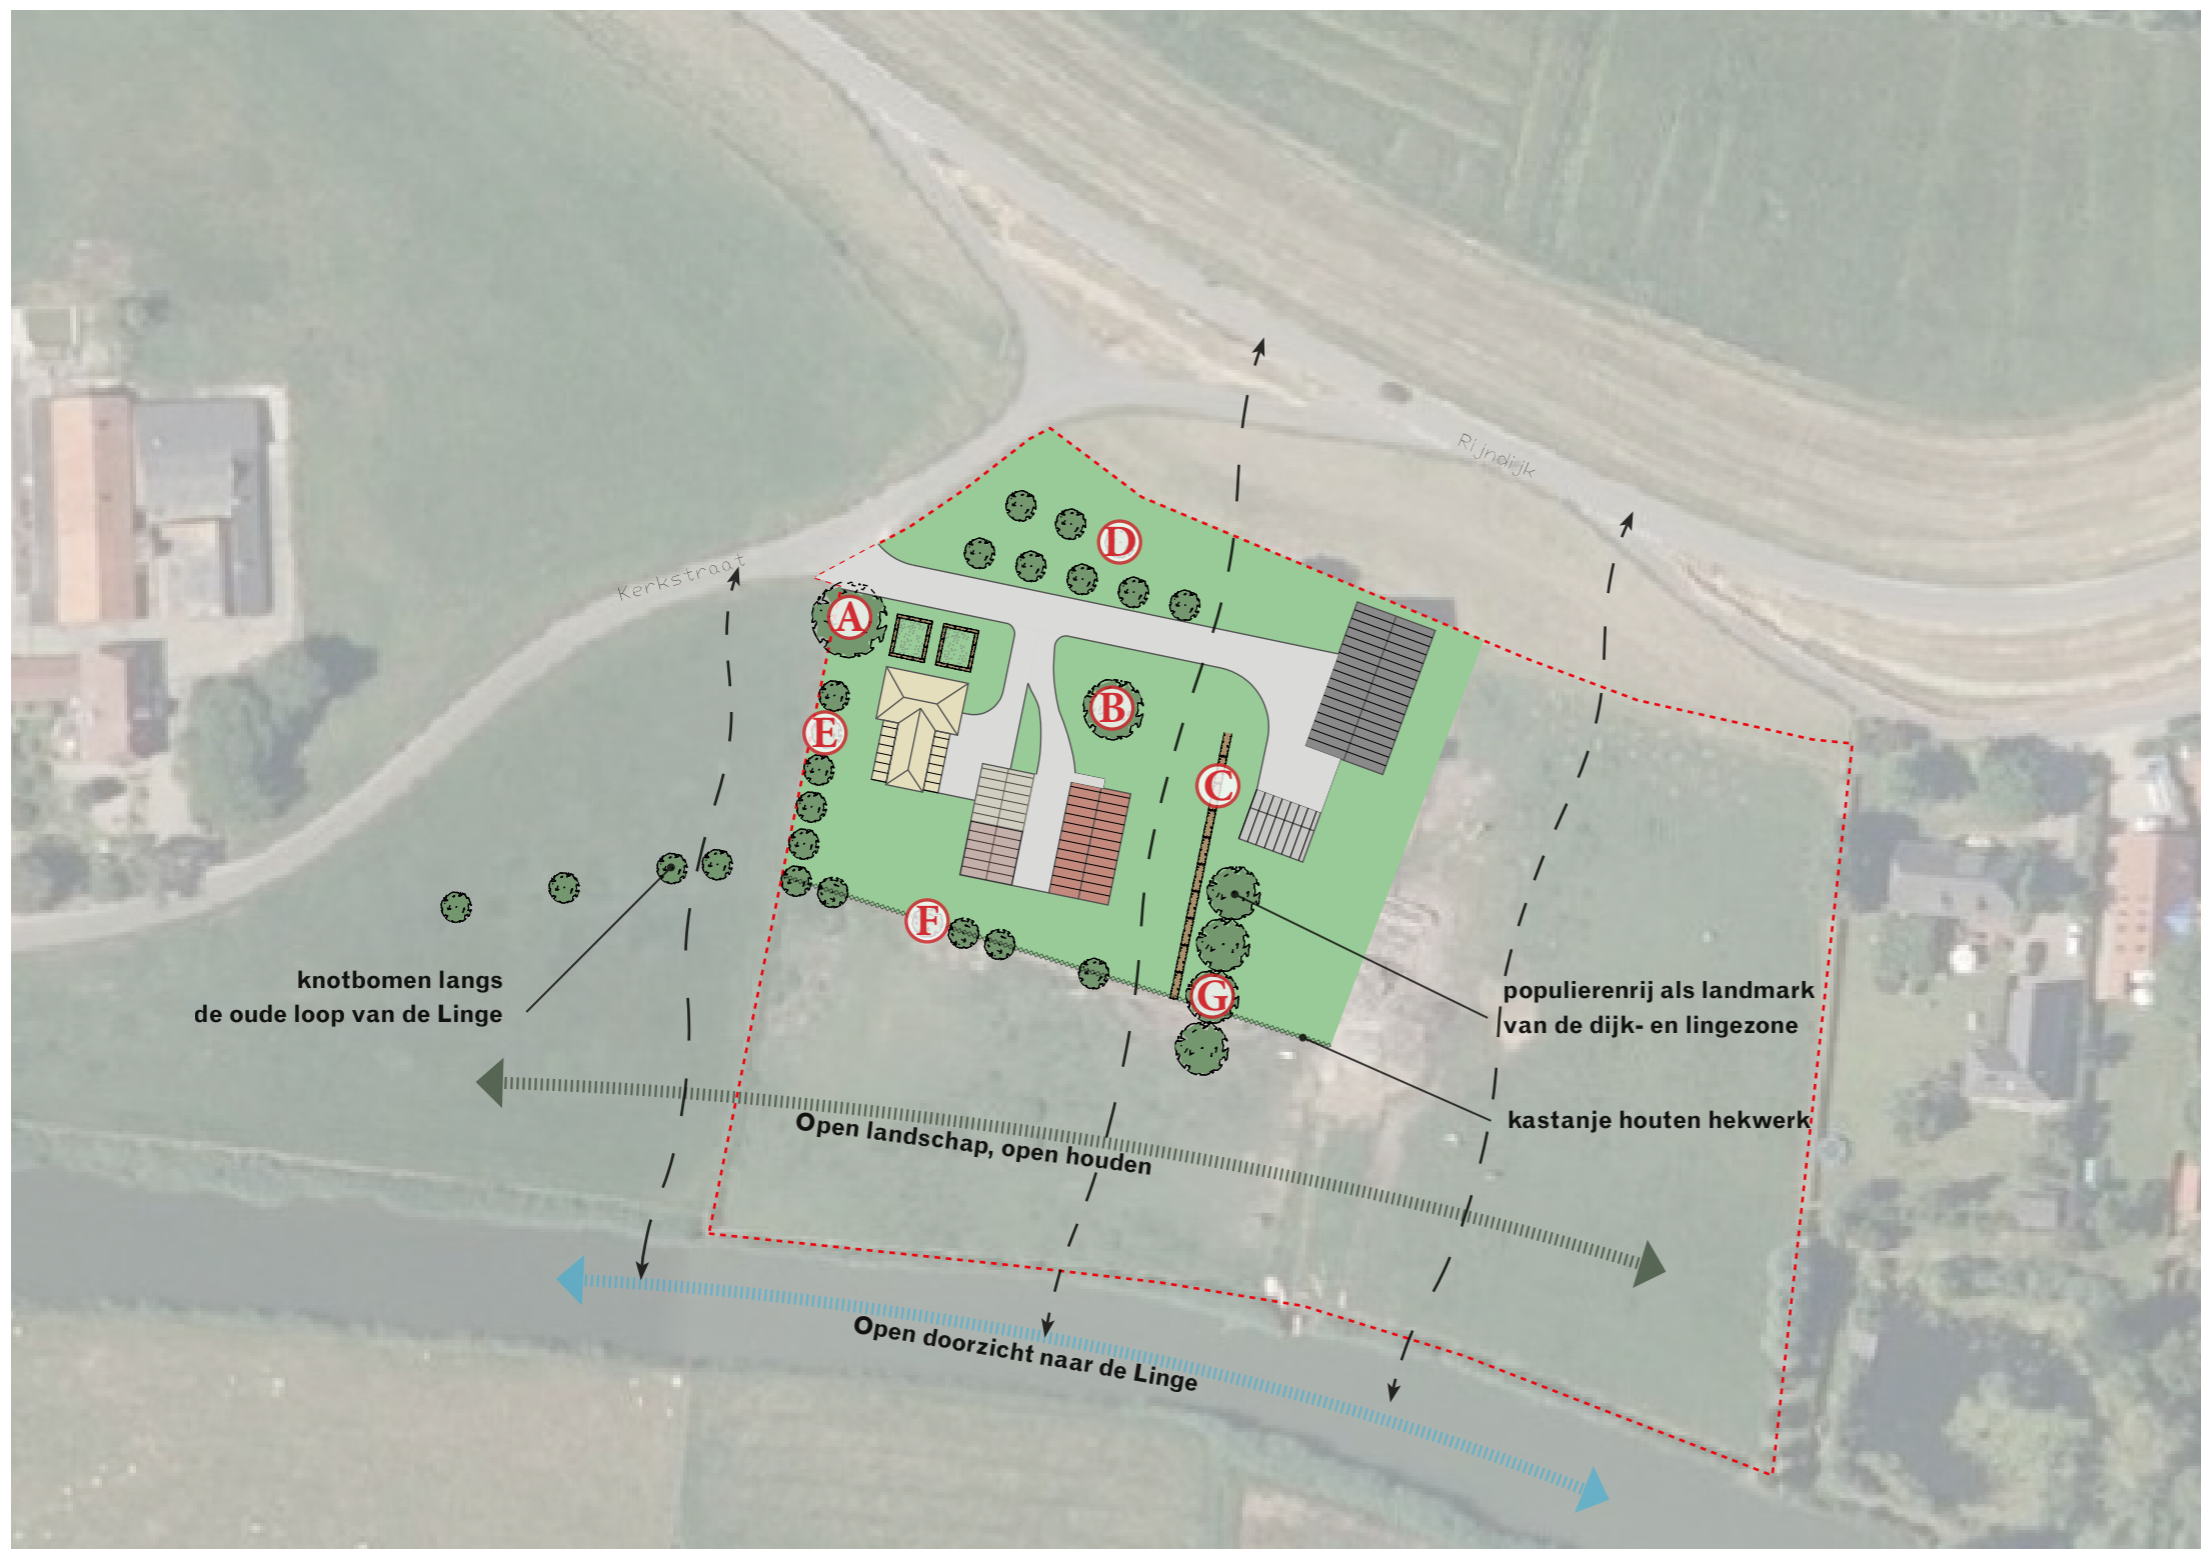 Rijndijk
D
Kerkstraat
A
B
E
C
F
knotbomen langs
de oude loop van de Linge
G
populierenrij als landmark
van de dijk- en lingezone
kastanje houten hekwerk
Open landschap, open houden
Open doorzicht naar de Linge